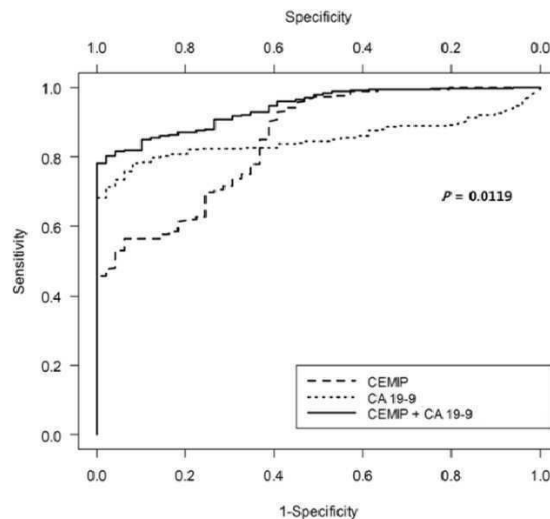 Specificity
1.0 0.8 0.6 0.4 0.2 0.0
1.0
0.8
0.6
0.4
0.2
0.0
Sensitivity
P = 0.0119
CEMIP
CA 19-9
CEMIP + CA 19-9
0.0 0.2 0.4 0.6 0.8 1.0
1-Specificity